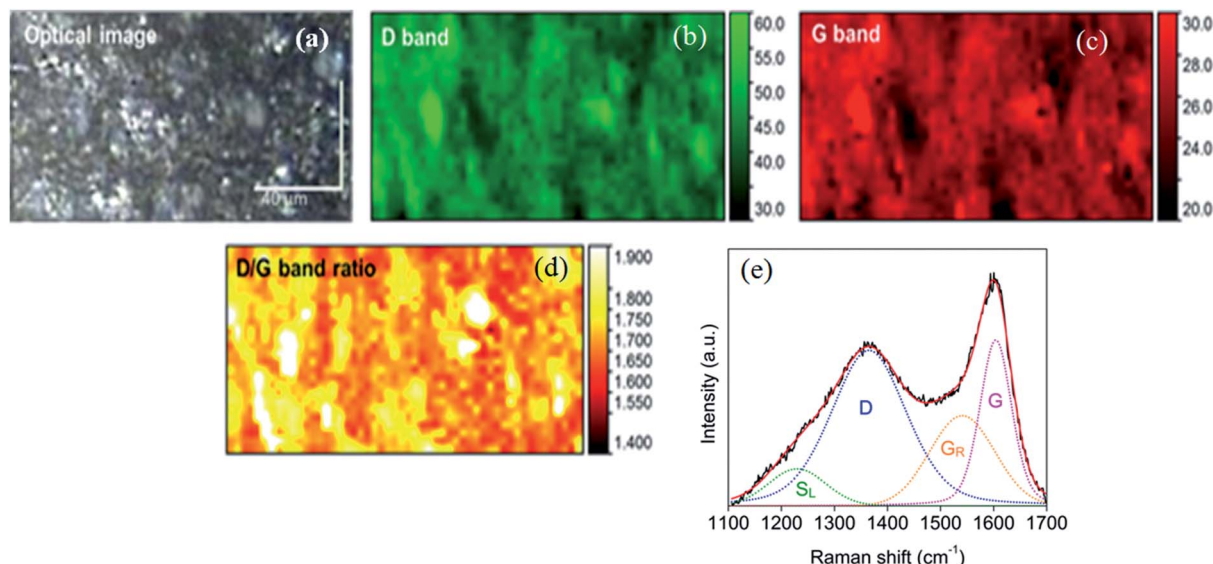 Optical image
(a)
40 µm
D band
(b)
60.0
55.0
50.0
45.0
40.0
30.0
G band
(c)
30.0
28.0
26.0
24.0
22.0
20.0
D/G band ratio
(d)
1.900
1.800
1.750
1.700
1.650
1.600
1.550
1.400
(e)
Intensity (a.u.)
D
G
G_R
S_L
1100 1200 1300 1400 1500 1600 1700
Raman shift (cm⁻¹)